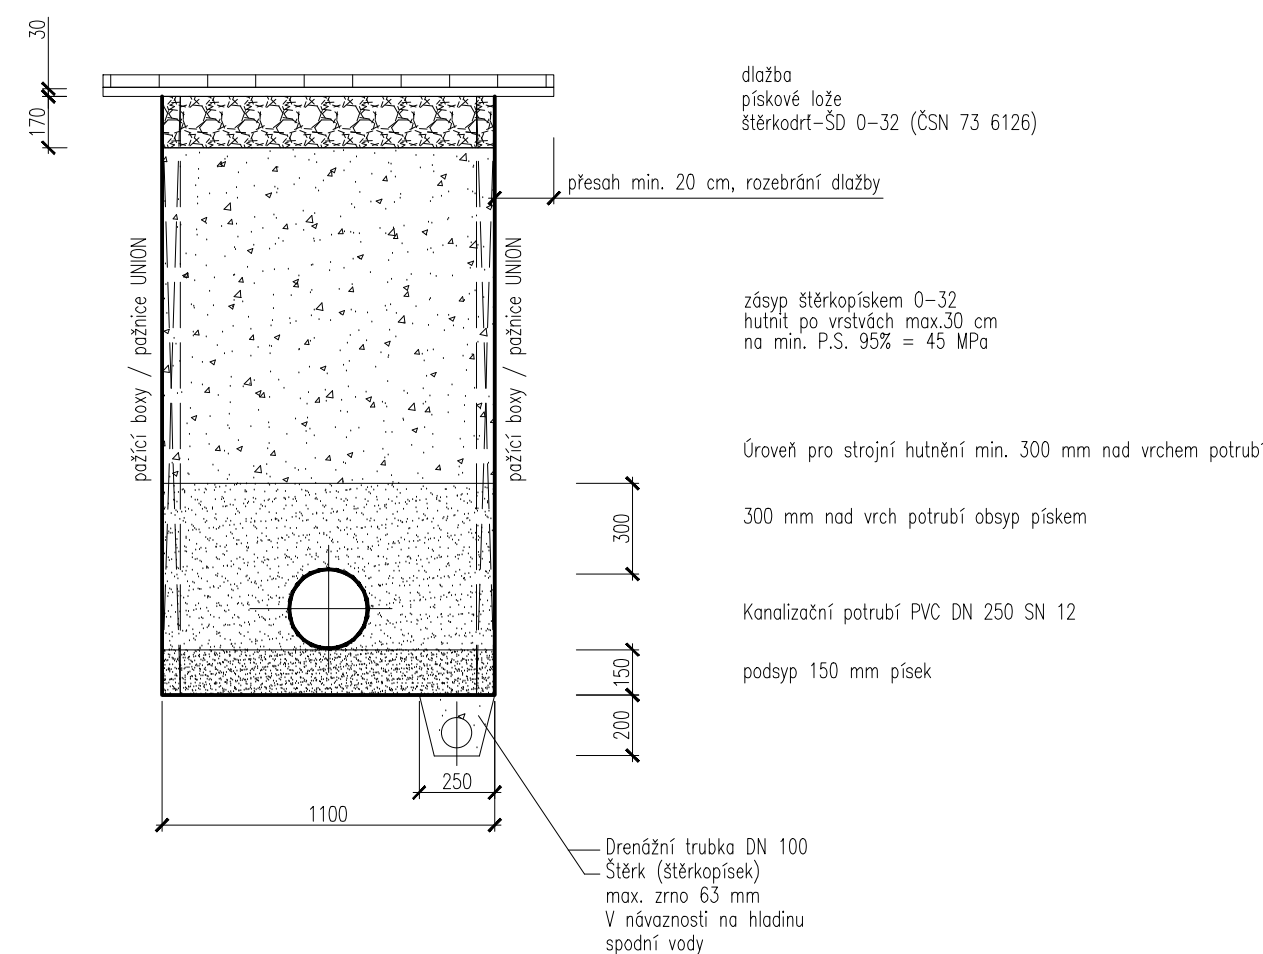 30
170
dlažba
pískové lože
štěrkodrť-ŠD 0-32 (ČSN 73 6126)
přesah min. 20 cm, rozebrání dlažby
pažící boxy / pažnice UNION
pažící boxy / pažnice UNION
zásyp štěrkopískem 0-32
hutnit po vrstvách max.30 cm
na min. P.S. 95% = 45 MPa
Úroveň pro strojní hutnění min. 300 mm nad vrchem potrubí
300
300 mm nad vrch potrubí obsyp pískem
Kanalizační potrubí PVC DN 250 SN 12
150
podsyp 150 mm písek
200
250
1100
Drenážní trubka DN 100
Štěrk (štěrkopísek)
max. zrno 63 mm
V návaznosti na hladinu
spodní vody